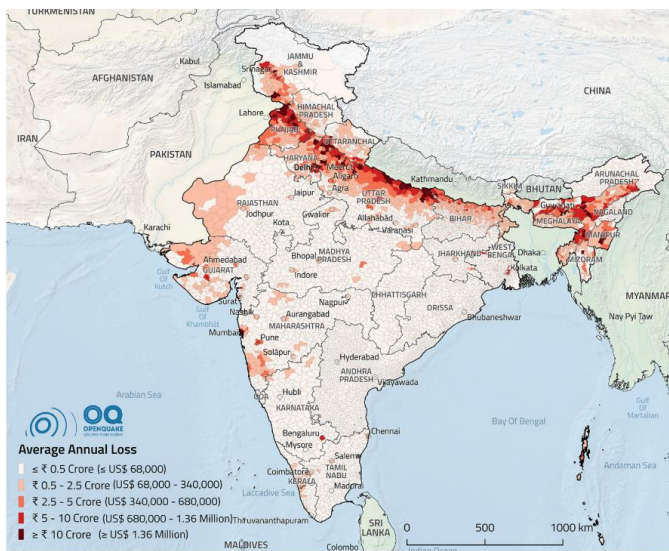 TURKMENISTAN
AFGHANISTAN
Kabul
Islamabad
Srinagar
JAMMU
&
KASHMIR
HIMACHAL
PRADESH
Lahore
PUNJAB
UTTARANCHAL
CHINA
IRAN
PAKISTAN
HARYANA
Delhi
Meerut
Aligarh
Agra
Kathmandu
SIKKIM
BHUTAN
ARUNACHAL
PRADESH
RAJASTHAN
Jaipur
Jodhpur
Kota
Gwalior
UTTAR
PRADESH
Allahabad
Varanasi
BIHAR
Guwahati
MEGHALAYA
NAGALAND
MANIPUR
MIZORAM
Karachi
Gulf
Of
Kutch
Ahmedabad
GUJARAT
Bhopal
MADHYA
PRADESH
Indore
JHARKHAND
WEST
BENGAL
Dhaka
Kolkata
MYANMAR
Nay Pyi Taw
Gulf
Of
Khambhat
Surat
Nashik
Nagpur
CHHATTISGARH
ORISSA
Bhubaneshwar
Aurangabad
MAHARASHTRA
Mumbai
Pune
Solapur
Hyderabad
ANDHRA
PRADESH
Vijayawada
Arabian Sea
GOA
Hubli
KARNATAKA
Bay Of Bengal
Gulf
Of
Martaban
Andaman Sea
Bengaluru
Mysore
Chennai
Salem
Coimbatore
KERALA
TAMIL
NADU
Madurai
Laccadive Sea
Thiruvananthapuram
SRI
LANKA
Colombo
MALDIVES
Indian Ocean
OQ
OPENQUAKE
Average Annual Loss
≤ ₹ 0.5 Crore (≤ US$ 68,000)
₹ 0.5 - 2.5 Crore (US$ 68,000 - 340,000)
₹ 2.5 - 5 Crore (US$ 340,000 - 680,000)
₹ 5 - 10 Crore (US$ 680,000 - 1.36 Million)
≥ ₹ 10 Crore (≥ US$ 1.36 Million)
0 500 1000 km